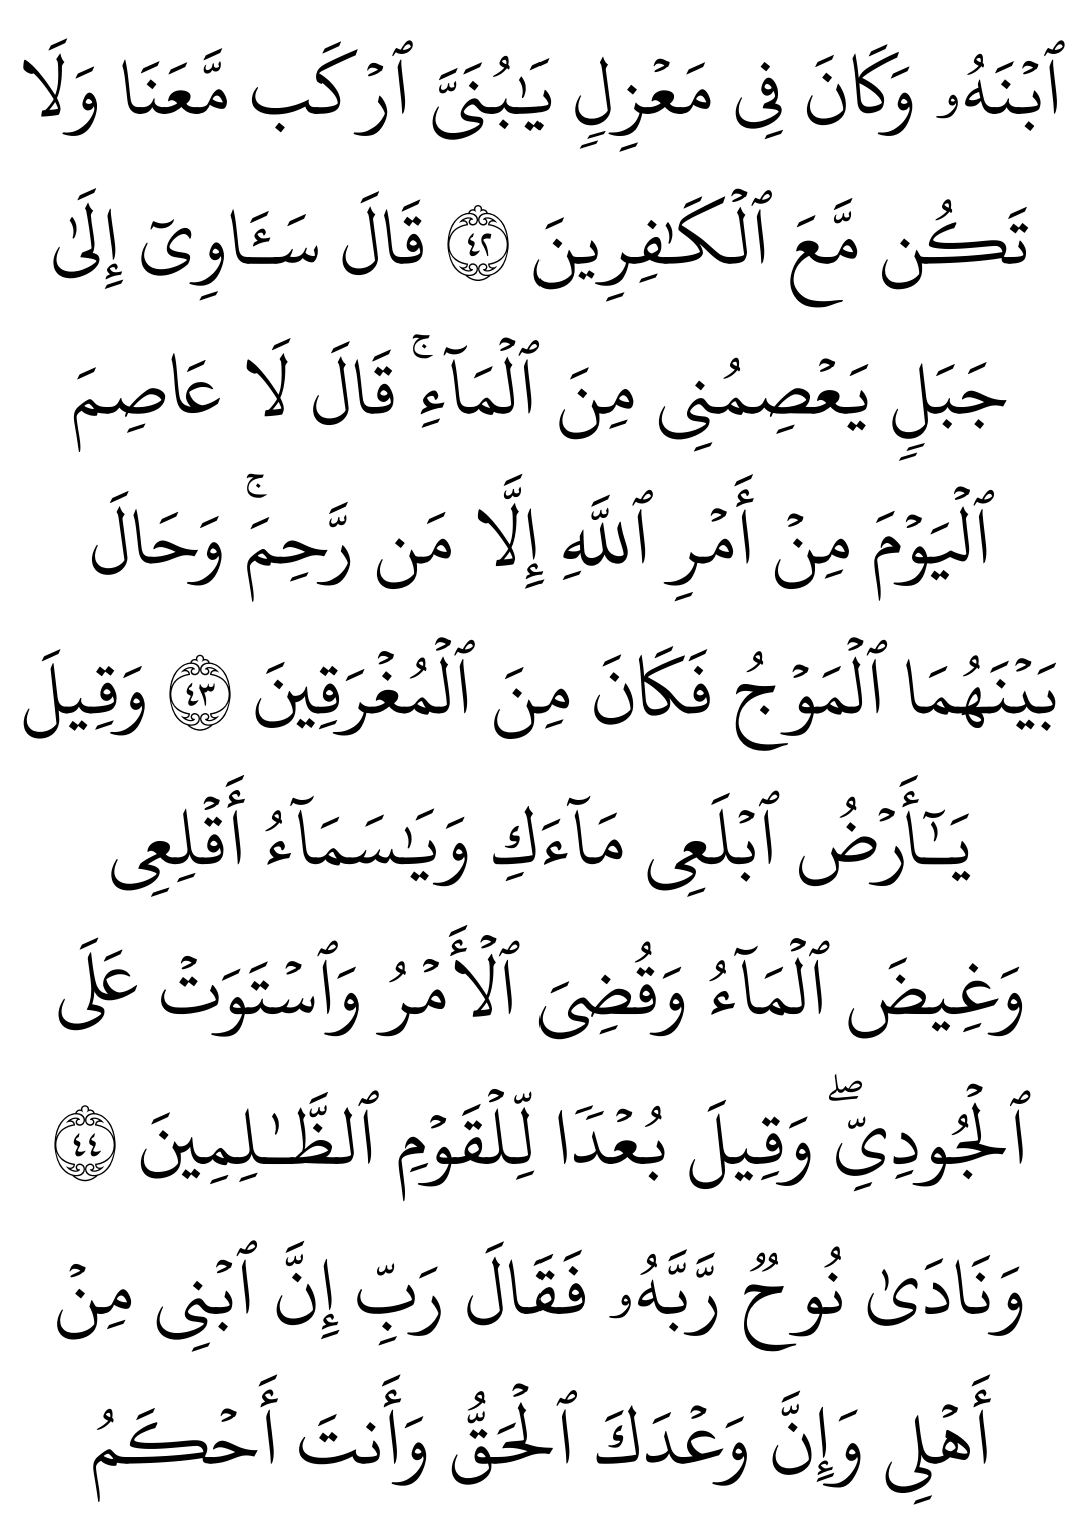 ٱبۡنَهُۥ وَكَانَ فِى مَعۡزِلٍ يَـٰبُنَىَّ ٱرۡكَب مَّعَنَا وَلَا
تَكُن مَّعَ ٱلۡكَـٰفِرِينَ ٤٢ قَالَ سَـَٔاوِىٓ إِلَىٰ
جَبَلٍ يَعۡصِمُنِى مِنَ ٱلۡمَآءِۚ قَالَ لَا عَاصِمَ
ٱلۡيَوۡمَ مِنۡ أَمۡرِ ٱللَّهِ إِلَّا مَن رَّحِمَۚ وَحَالَ
بَيۡنَهُمَا ٱلۡمَوۡجُ فَكَانَ مِنَ ٱلۡمُغۡرَقِينَ ٤٣ وَقِيلَ
يَـٰٓأَرۡضُ ٱبۡلَعِى مَآءَكِ وَيَـٰسَمَآءُ أَقۡلِعِى
وَغِيضَ ٱلۡمَآءُ وَقُضِىَ ٱلۡأَمۡرُ وَٱسۡتَوَتۡ عَلَى
ٱلۡجُودِىِّۖ وَقِيلَ بُعۡدًا لِّلۡقَوۡمِ ٱلظَّـٰلِمِينَ ٤٤
وَنَادَىٰ نُوحٌ رَّبَّهُۥ فَقَالَ رَبِّ إِنَّ ٱبۡنِى مِنۡ
أَهۡلِى وَإِنَّ وَعۡدَكَ ٱلۡحَقُّ وَأَنتَ أَحۡكَمُ